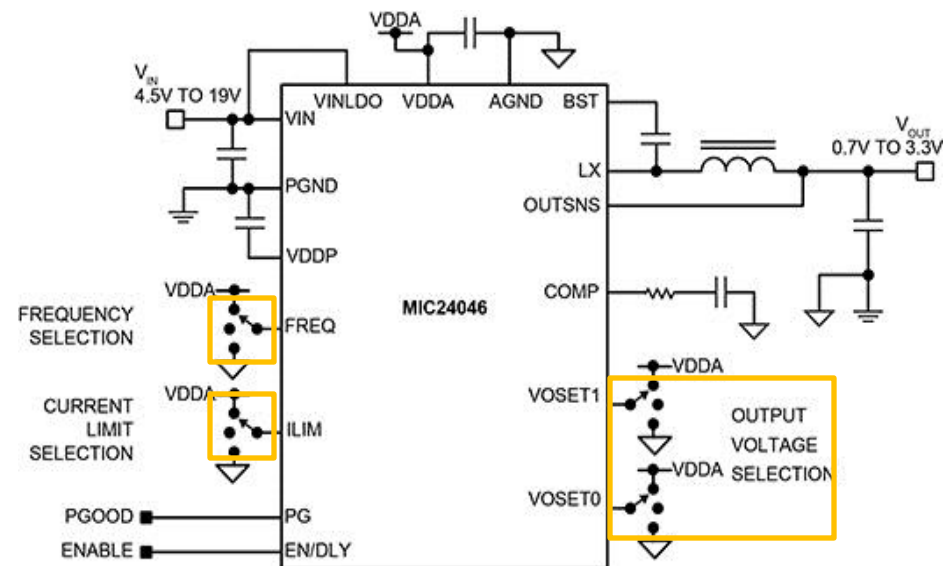 VDDA
V_IN
4.5V TO 19V
VINLDO
VDDA
AGND
BST
VIN
V_OUT
0.7V TO 3.3V
LX
PGND
OUTSNS
VDDP
VDDA
COMP
MIC24046
FREQUENCY
SELECTION
FREQ
VDDA
VDDA
VOSET1
CURRENT
LIMIT
SELECTION
ILIM
OUTPUT
VOLTAGE
SELECTION
VDDA
VOSET0
PGOOD
PG
ENABLE
EN/DLY